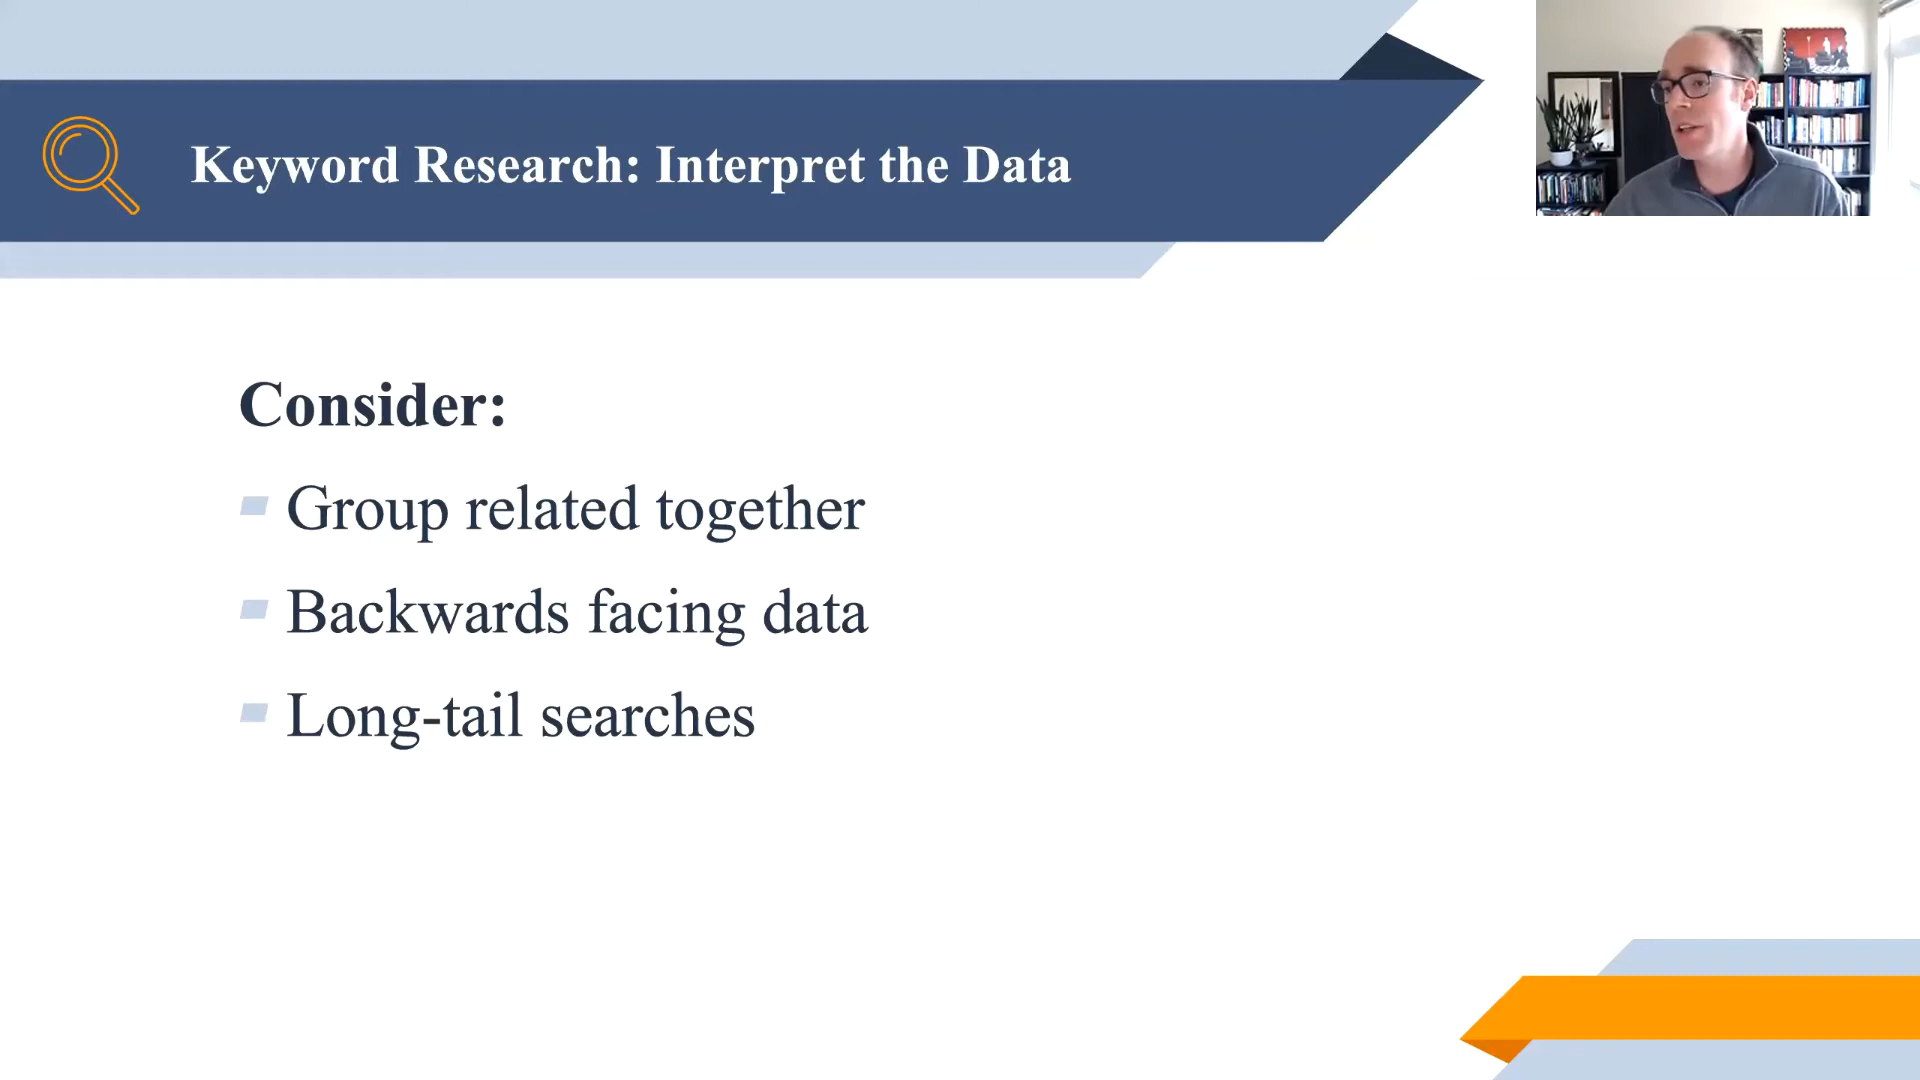 Keyword Research: Interpret the Data
Consider:
Group related together
Backwards facing data
Long-tail searches